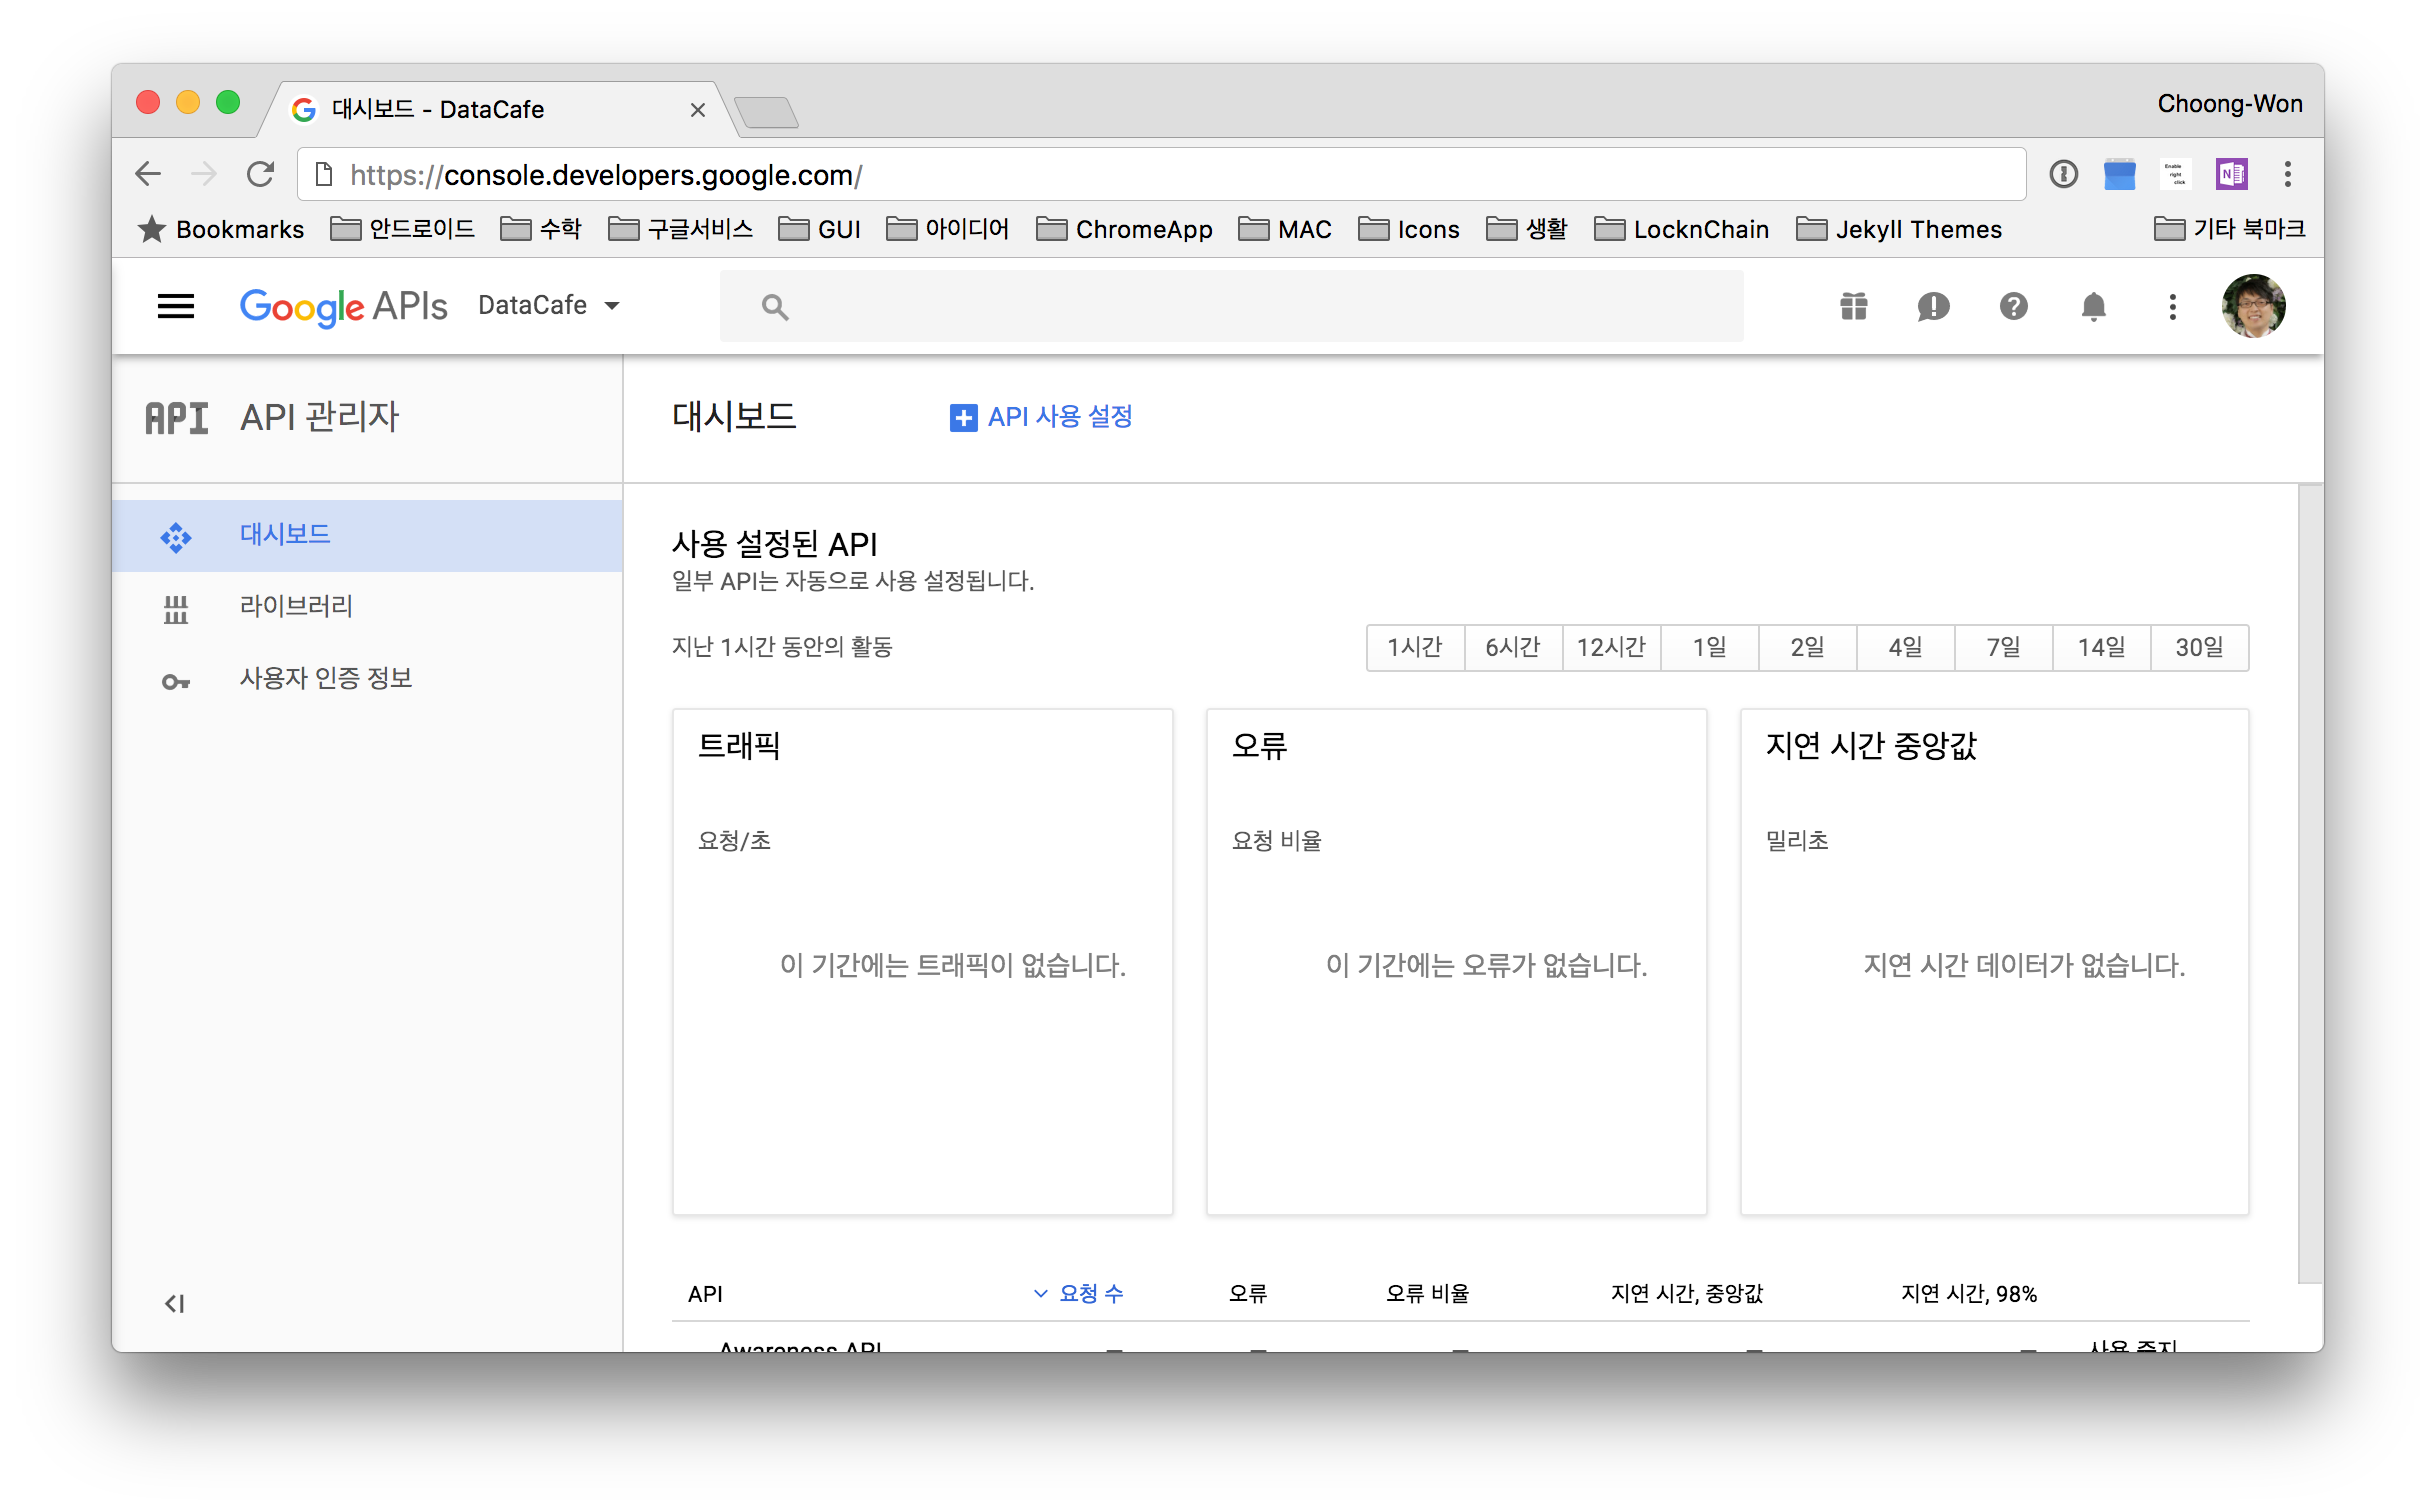 대시보드 - DataCafe
Choong-Won
https://console.developers.google.com/
Enable right click
N
Bookmarks 안드로이드 수학 구글서비스 GUI 아이디어 ChromeApp MAC Icons 생활 LocknChain Jekyll Themes 기타 북마크
Google APIs DataCafe
API API 관리자
대시보드 API 사용 설정
대시보드
라이브러리
사용자 인증 정보
사용 설정된 API
일부 API는 자동으로 사용 설정됩니다.
지난 1시간 동안의 활동
1시간 6시간 12시간 1일 2일 4일 7일 14일 30일
트래픽
요청/초
이 기간에는 트래픽이 없습니다.
오류
요청 비율
이 기간에는 오류가 없습니다.
지연 시간 중앙값
밀리초
지연 시간 데이터가 없습니다.
API 요청 수 오류 오류 비율 지연 시간, 중앙값 지연 시간, 98%
Awareness API – – – – – 사용 중지